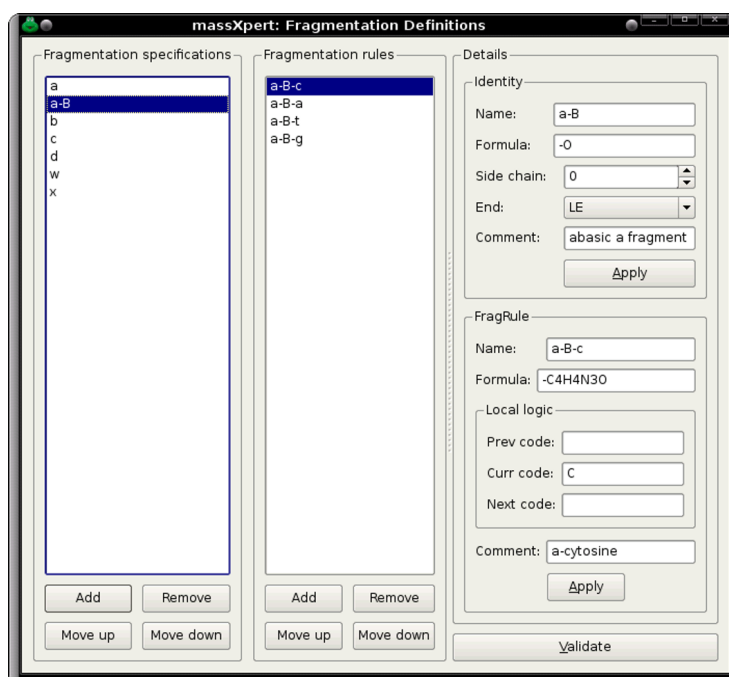 massXpert: Fragmentation Definitions
Fragmentation specifications
a
a-B
b
c
d
w
x
Add
Remove
Move up
Move down
Fragmentation rules
a-B-c
a-B-a
a-B-t
a-B-g
Add
Remove
Move up
Move down
Details
Identity
Name: a-B
Formula: -O
Side chain: 0
End: LE
Comment: abasic a fragment
Apply
FragRule
Name: a-B-c
Formula: -C4H4N3O
Local logic
Prev code:
Curr code: C
Next code:
Comment: a-cytosine
Apply
Validate